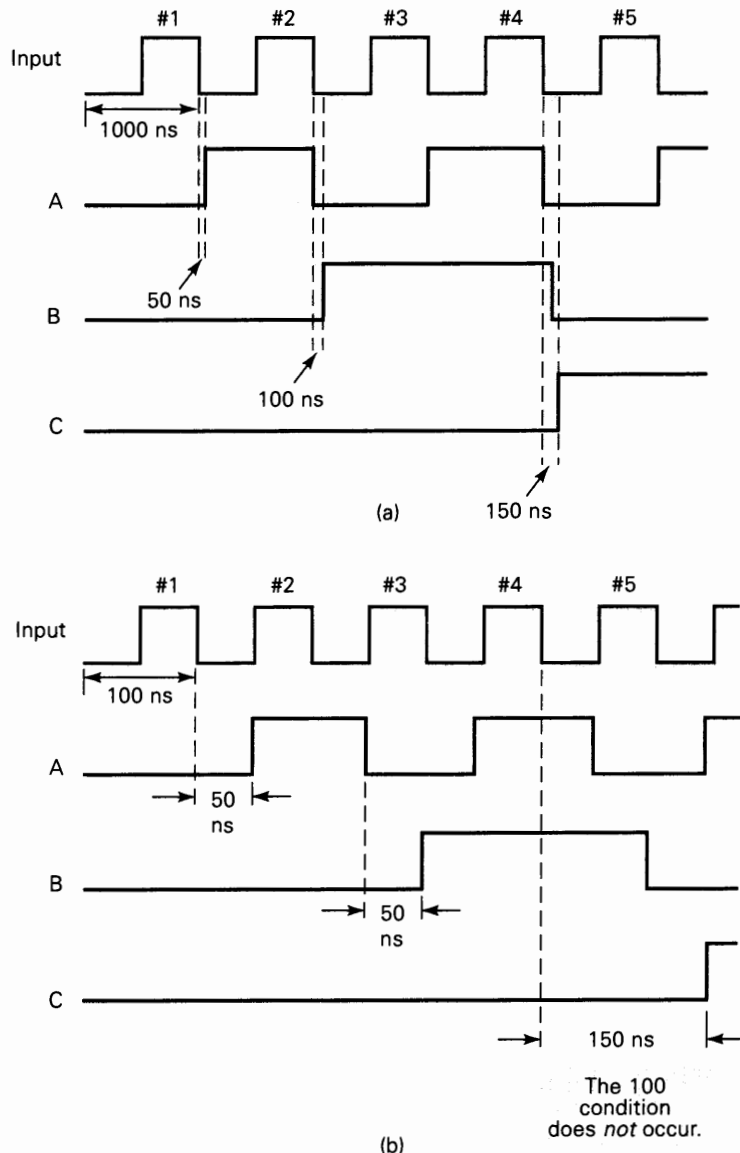 #1 #2 #3 #4 #5
Input
1000 ns
A
50 ns
B
100 ns
C
150 ns
(a)
#1 #2 #3 #4 #5
Input
100 ns
A
50
ns
B
50
ns
C
150 ns
The 100
condition
does not occur.
(b)